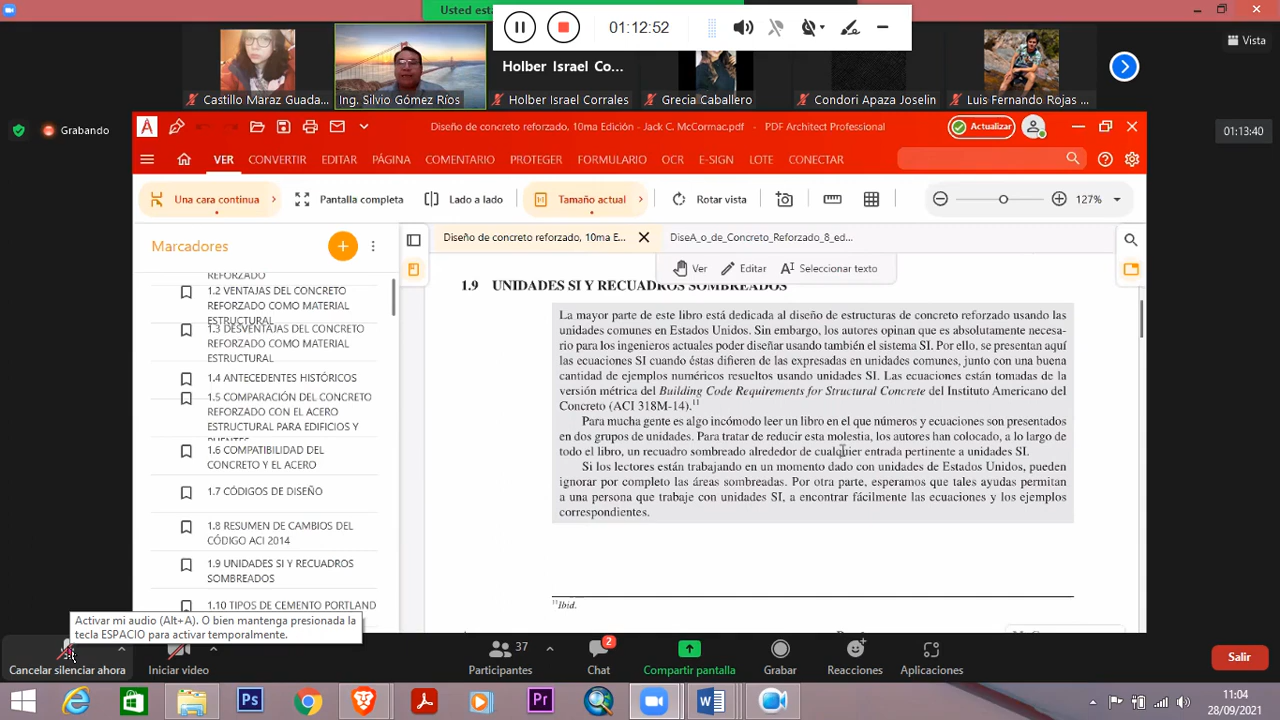 Usted esta
01:12:52
Vista
Holber Israel Co...
Castillo Maraz Guada...
Ing. Silvio Gómez Ríos
Holber Israel Corrales
Grecia Caballero
Condori Apaza Joselin
Luis Fernando Rojas ...
Grabando
01:13:40
Diseño de concreto reforzado, 10ma Edición - Jack C. McCormac.pdf - PDF Architect Professional
Actualizar
VER CONVERTIR EDITAR PÁGINA COMENTARIO PROTEGER FORMULARIO OCR E-SIGN LOTE CONECTAR
Una cara continua Pantalla completa Lado a lado Tamaño actual Rotar vista 127%
Marcadores
Diseño de concreto reforzado, 10ma E...
DiseA_o_de_Concreto_Reforzado_8_ed...
Ver Editar Seleccionar texto
REFORZADO
1.2 VENTAJAS DEL CONCRETO
REFORZADO COMO MATERIAL
ESTRUCTURAL
1.3 DESVENTAJAS DEL CONCRETO
REFORZADO COMO MATERIAL
ESTRUCTURAL
1.4 ANTECEDENTES HISTÓRICOS
1.5 COMPARACIÓN DEL CONCRETO
REFORZADO CON EL ACERO
ESTRUCTURAL PARA EDIFICIOS Y
PUENTES
1.6 COMPATIBILIDAD DEL
CONCRETO Y EL ACERO
1.7 CÓDIGOS DE DISEÑO
1.8 RESUMEN DE CAMBIOS DEL
CÓDIGO ACI 2014
1.9 UNIDADES SI Y RECUADROS
SOMBREADOS
1.10 TIPOS DE CEMENTO PORTLAND
1.9 UNIDADES SI Y RECUADROS SOMBREADOS
La mayor parte de este libro está dedicada al diseño de estructuras de concreto reforzado usando las
unidades comunes en Estados Unidos. Sin embargo, los autores opinan que es absolutamente necesa-
rio para los ingenieros actuales poder diseñar usando también el sistema SI. Por ello, se presentan aquí
las ecuaciones SI cuando éstas difieren de las expresadas en unidades comunes, junto con una buena
cantidad de ejemplos numéricos resueltos usando unidades SI. Las ecuaciones están tomadas de la
versión métrica del Building Code Requirements for Structural Concrete del Instituto Americano del
Concreto (ACI 318M-14).11
Para mucha gente es algo incómodo leer un libro en el que números y ecuaciones son presentados
en dos grupos de unidades. Para tratar de reducir esta molestia, los autores han colocado, a lo largo de
todo el libro, un recuadro sombreado alrededor de cualquier entrada pertinente a unidades SI.
Si los lectores están trabajando en un momento dado con unidades de Estados Unidos, pueden
ignorar por completo las áreas sombreadas. Por otra parte, esperamos que tales ayudas permitan
a una persona que trabaje con unidades SI, a encontrar fácilmente las ecuaciones y los ejemplos
correspondientes.
11Ibid.
Activar mi audio (Alt+A). O bien mantenga presionada la
tecla ESPACIO para activar temporalmente.
Cancelar silenciar ahora
Iniciar video
37
Participantes
2
Chat
Compartir pantalla
Grabar
Reacciones
Aplicaciones
Salir
11:04
28/09/2021